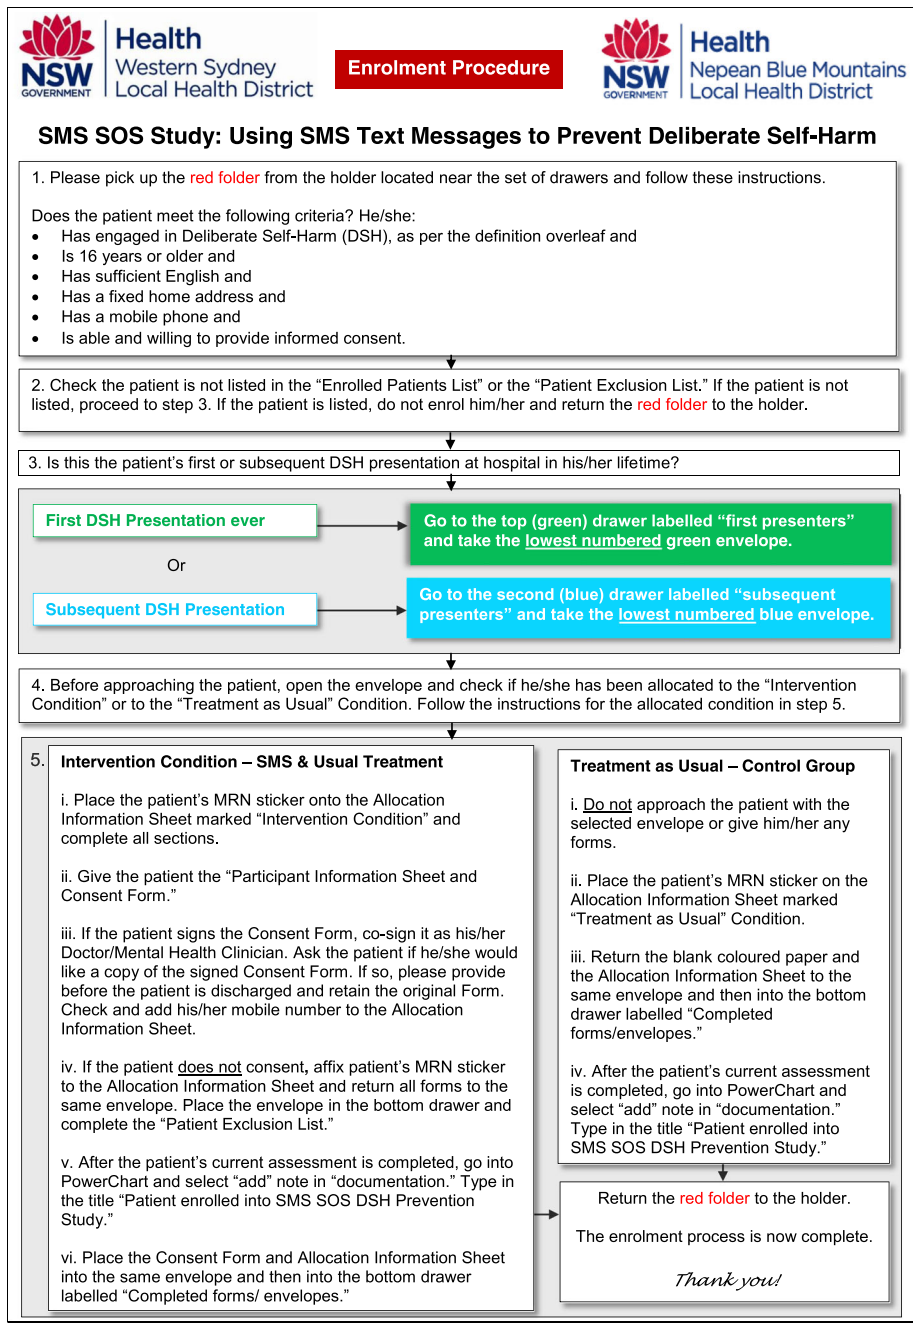 Health
Western Sydney
Local Health District
NSW
GOVERNMENT
Enrolment Procedure
Health
Nepean Blue Mountains
Local Health District
NSW
GOVERNMENT
SMS SOS Study: Using SMS Text Messages to Prevent Deliberate Self-Harm
1. Please pick up the red folder from the holder located near the set of drawers and follow these instructions.
Does the patient meet the following criteria? He/she:
• Has engaged in Deliberate Self-Harm (DSH), as per the definition overleaf and
• Is 16 years or older and
• Has sufficient English and
• Has a fixed home address and
• Has a mobile phone and
• Is able and willing to provide informed consent.
2. Check the patient is not listed in the “Enrolled Patients List” or the “Patient Exclusion List.” If the patient is not
listed, proceed to step 3. If the patient is listed, do not enrol him/her and return the red folder to the holder.
3. Is this the patient’s first or subsequent DSH presentation at hospital in his/her lifetime?
First DSH Presentation ever
Go to the top (green) drawer labelled “first presenters”
and take the lowest numbered green envelope.
Or
Subsequent DSH Presentation
Go to the second (blue) drawer labelled “subsequent
presenters” and take the lowest numbered blue envelope.
4. Before approaching the patient, open the envelope and check if he/she has been allocated to the “Intervention
Condition” or to the “Treatment as Usual” Condition. Follow the instructions for the allocated condition in step 5.
5.
Intervention Condition – SMS & Usual Treatment
i. Place the patient’s MRN sticker onto the Allocation
Information Sheet marked “Intervention Condition” and
complete all sections.
ii. Give the patient the “Participant Information Sheet and
Consent Form.”
iii. If the patient signs the Consent Form, co-sign it as his/her
Doctor/Mental Health Clinician. Ask the patient if he/she would
like a copy of the signed Consent Form. If so, please provide
before the patient is discharged and retain the original Form.
Check and add his/her mobile number to the Allocation
Information Sheet.
iv. If the patient does not consent, affix patient’s MRN sticker
to the Allocation Information Sheet and return all forms to the
same envelope. Place the envelope in the bottom drawer and
complete the “Patient Exclusion List.”
v. After the patient’s current assessment is completed, go into
PowerChart and select “add” note in “documentation.” Type in
the title “Patient enrolled into SMS SOS DSH Prevention
Study.”
vi. Place the Consent Form and Allocation Information Sheet
into the same envelope and then into the bottom drawer
labelled “Completed forms/ envelopes.”
Treatment as Usual – Control Group
i. Do not approach the patient with the
selected envelope or give him/her any
forms.
ii. Place the patient’s MRN sticker on the
Allocation Information Sheet marked
“Treatment as Usual” Condition.
iii. Return the blank coloured paper and
the Allocation Information Sheet to the
same envelope and then into the bottom
drawer labelled “Completed
forms/envelopes.”
iv. After the patient’s current assessment
is completed, go into PowerChart and
select “add” note in “documentation.”
Type in the title “Patient enrolled into
SMS SOS DSH Prevention Study.”
Return the red folder to the holder.
The enrolment process is now complete.
Thank you!